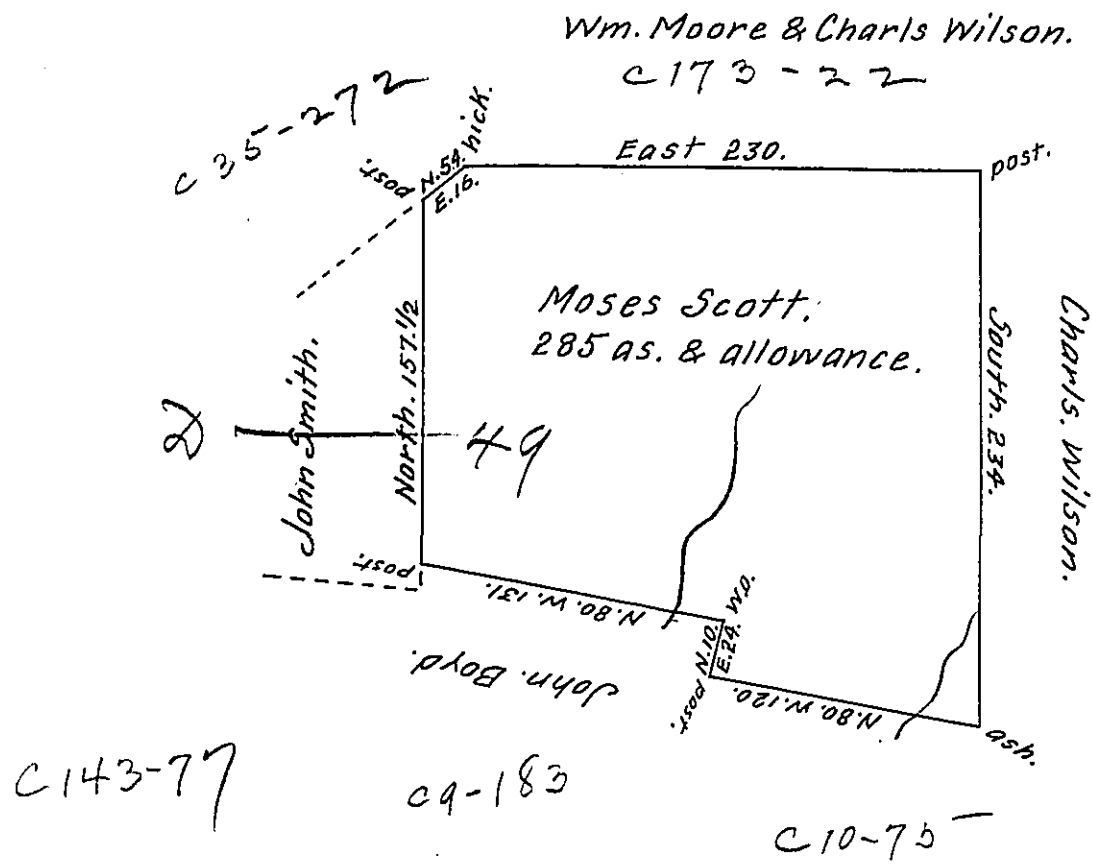 Wm. Moore & Charls Wilson.
C173-22
C35-272
post.
N.54.
E.16.
hick.
East 230.
post.
Moses Scott.
285 as. & allowance.
North. 157.1/2
John Smith.
D
49
South. 234.
Charls. Wilson.
post.
N.80.W.131.
N.10.
E.24.
W.O.
post.
N.80.W.120.
ash.
John. Boyd.
C143-77
C9-183
C10-75